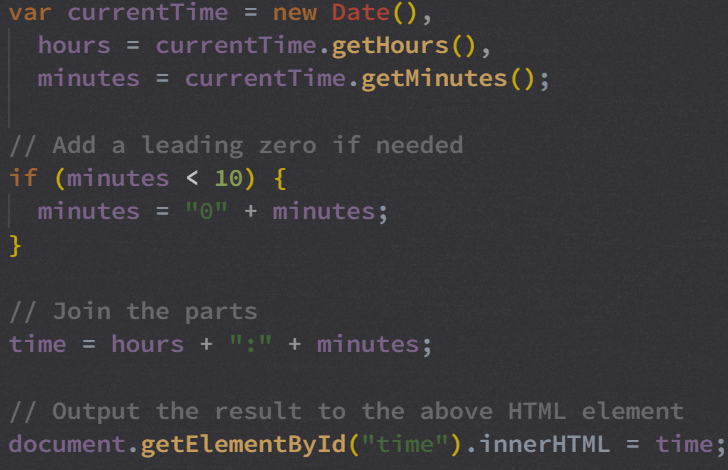 var currentTime = new Date(),
hours = currentTime.getHours(),
minutes = currentTime.getMinutes();
// Add a leading zero if needed
if (minutes < 10) {
minutes = "0" + minutes;
}
// Join the parts
time = hours + ":" + minutes;
// Output the result to the above HTML element
document.getElementById("time").innerHTML = time;